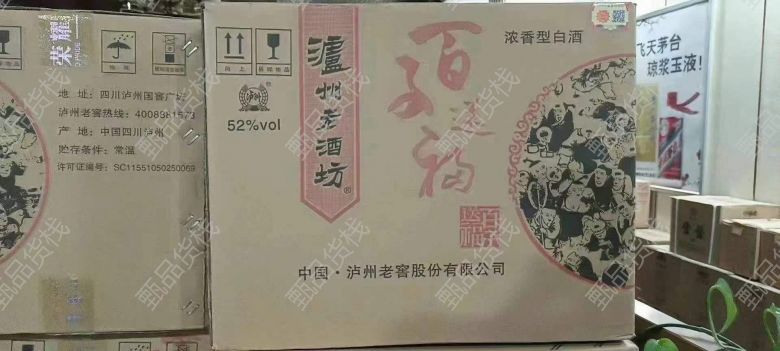 荣耀
地 址：四川泸州国窖广场
泸州老窖热线：4008381573
产 地：中国四川泸州
贮存条件：常温
许可证编号：SC11551050250069
向上
52%vol
泸州老酒坊®
百子送福
浓香型白酒
中国·泸州老窖股份有限公司
飞天茅台
琼浆玉液！
甄品货栈